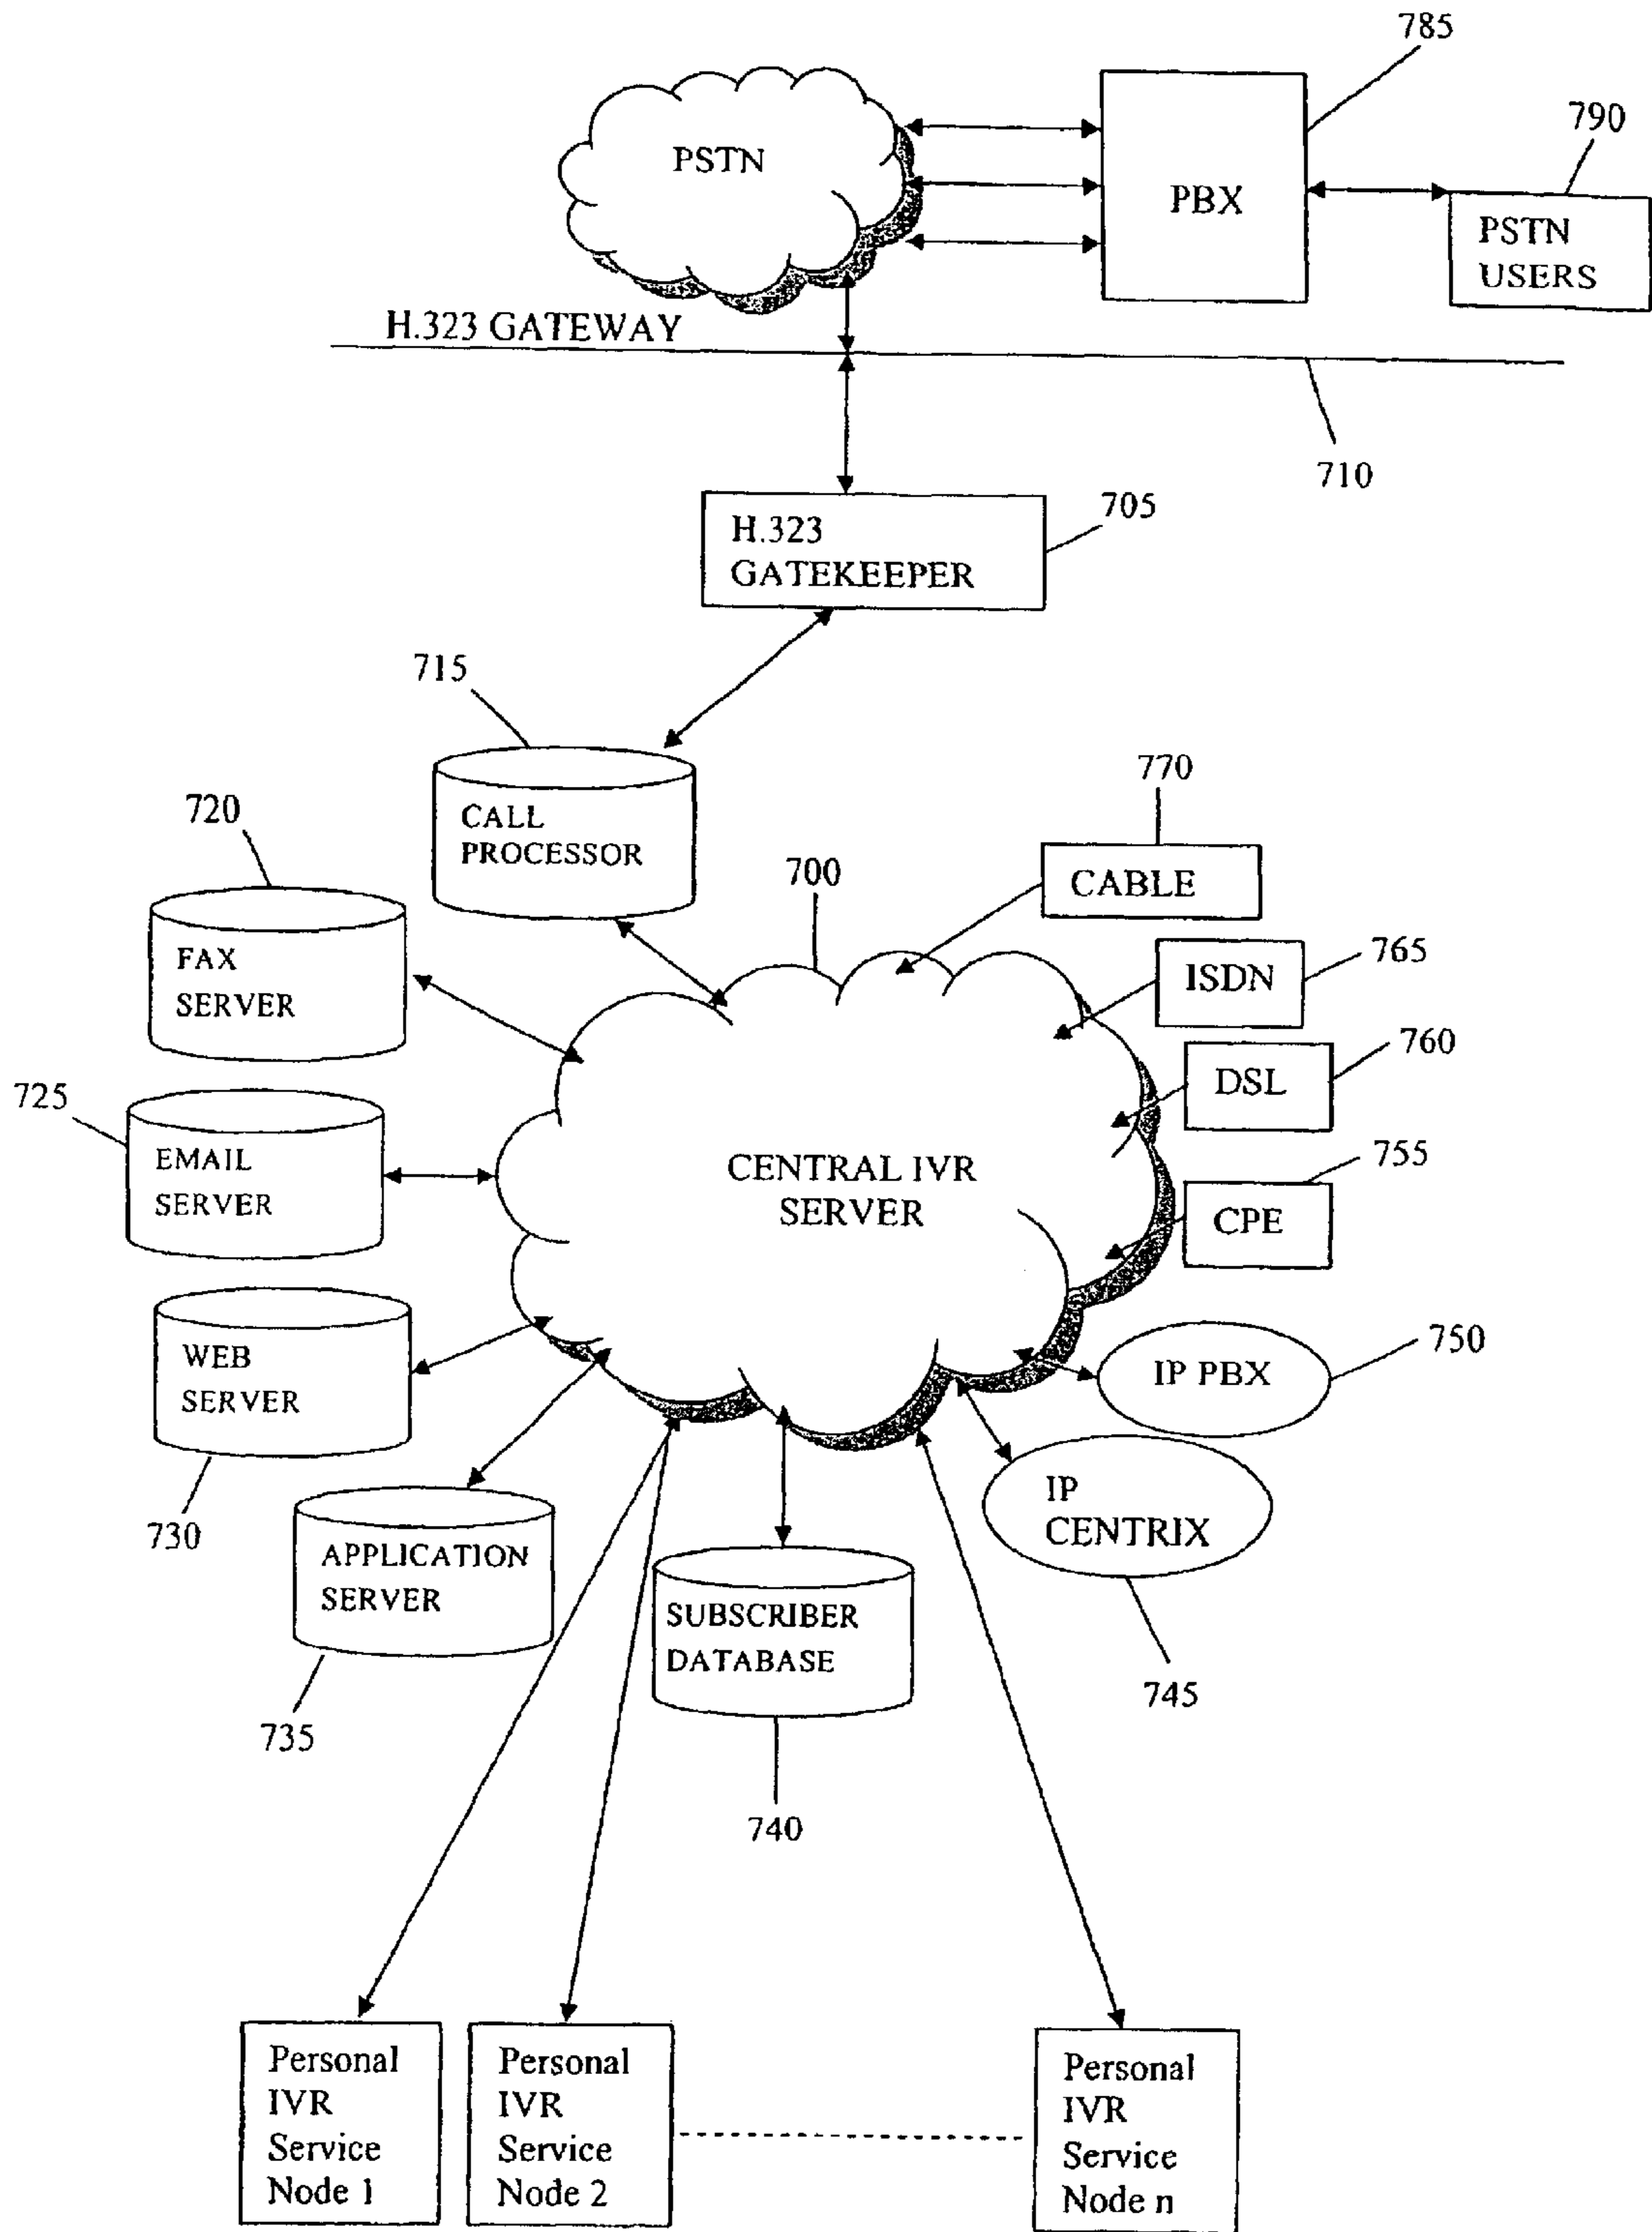 785
790
PSTN
PBX
PSTN
USERS
H.323 GATEWAY
710
H.323
GATEKEEPER
705
715
CALL
PROCESSOR
770
CABLE
720
700
FAX
SERVER
ISDN
765
DSL
760
725
EMAIL
SERVER
CENTRAL IVR
SERVER
755
CPE
WEB
SERVER
750
IP PBX
730
IP
CENTRIX
APPLICATION
SERVER
SUBSCRIBER
DATABASE
745
735
740
Personal
IVR
Service
Node 1
Personal
IVR
Service
Node 2
Personal
IVR
Service
Node n